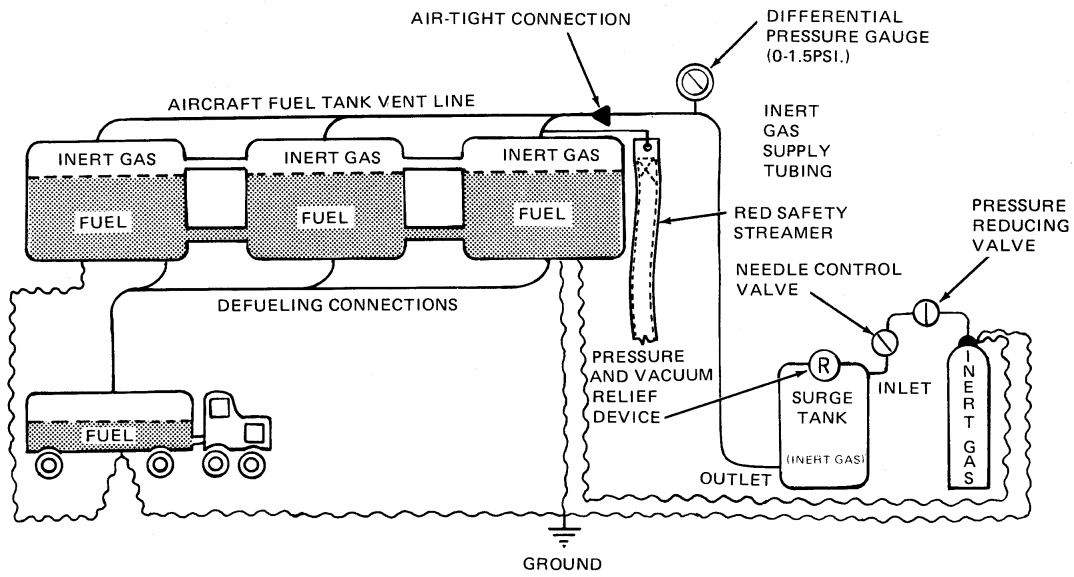 AIR-TIGHT CONNECTION
DIFFERENTIAL
PRESSURE GAUGE
(0-1.5PSI.)
AIRCRAFT FUEL TANK VENT LINE
INERT
GAS
SUPPLY
TUBING
INERT GAS
INERT GAS
INERT GAS
FUEL
FUEL
FUEL
RED SAFETY
STREAMER
PRESSURE
REDUCING
VALVE
NEEDLE CONTROL
VALVE
DEFUELING CONNECTIONS
PRESSURE
AND VACUUM
RELIEF
DEVICE
R
INLET
SURGE
TANK
(INERT GAS)
INERT GAS
FUEL
OUTLET
GROUND